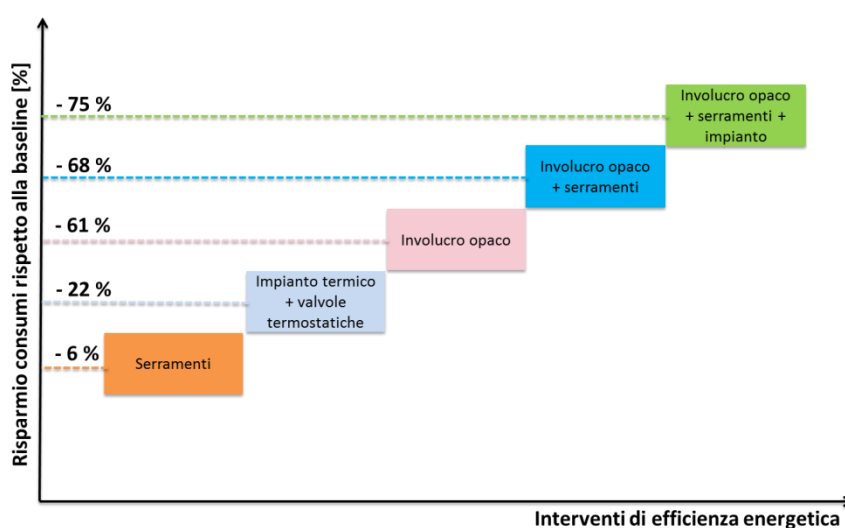 Risparmio consumi rispetto alla baseline [%]
- 75 %
Involucro opaco
+ serramenti +
impianto
- 68 %
Involucro opaco
+ serramenti
- 61 %
Involucro opaco
- 22 %
Impianto termico
+ valvole
termostatiche
- 6 %
Serramenti
Interventi di efficienza energetica